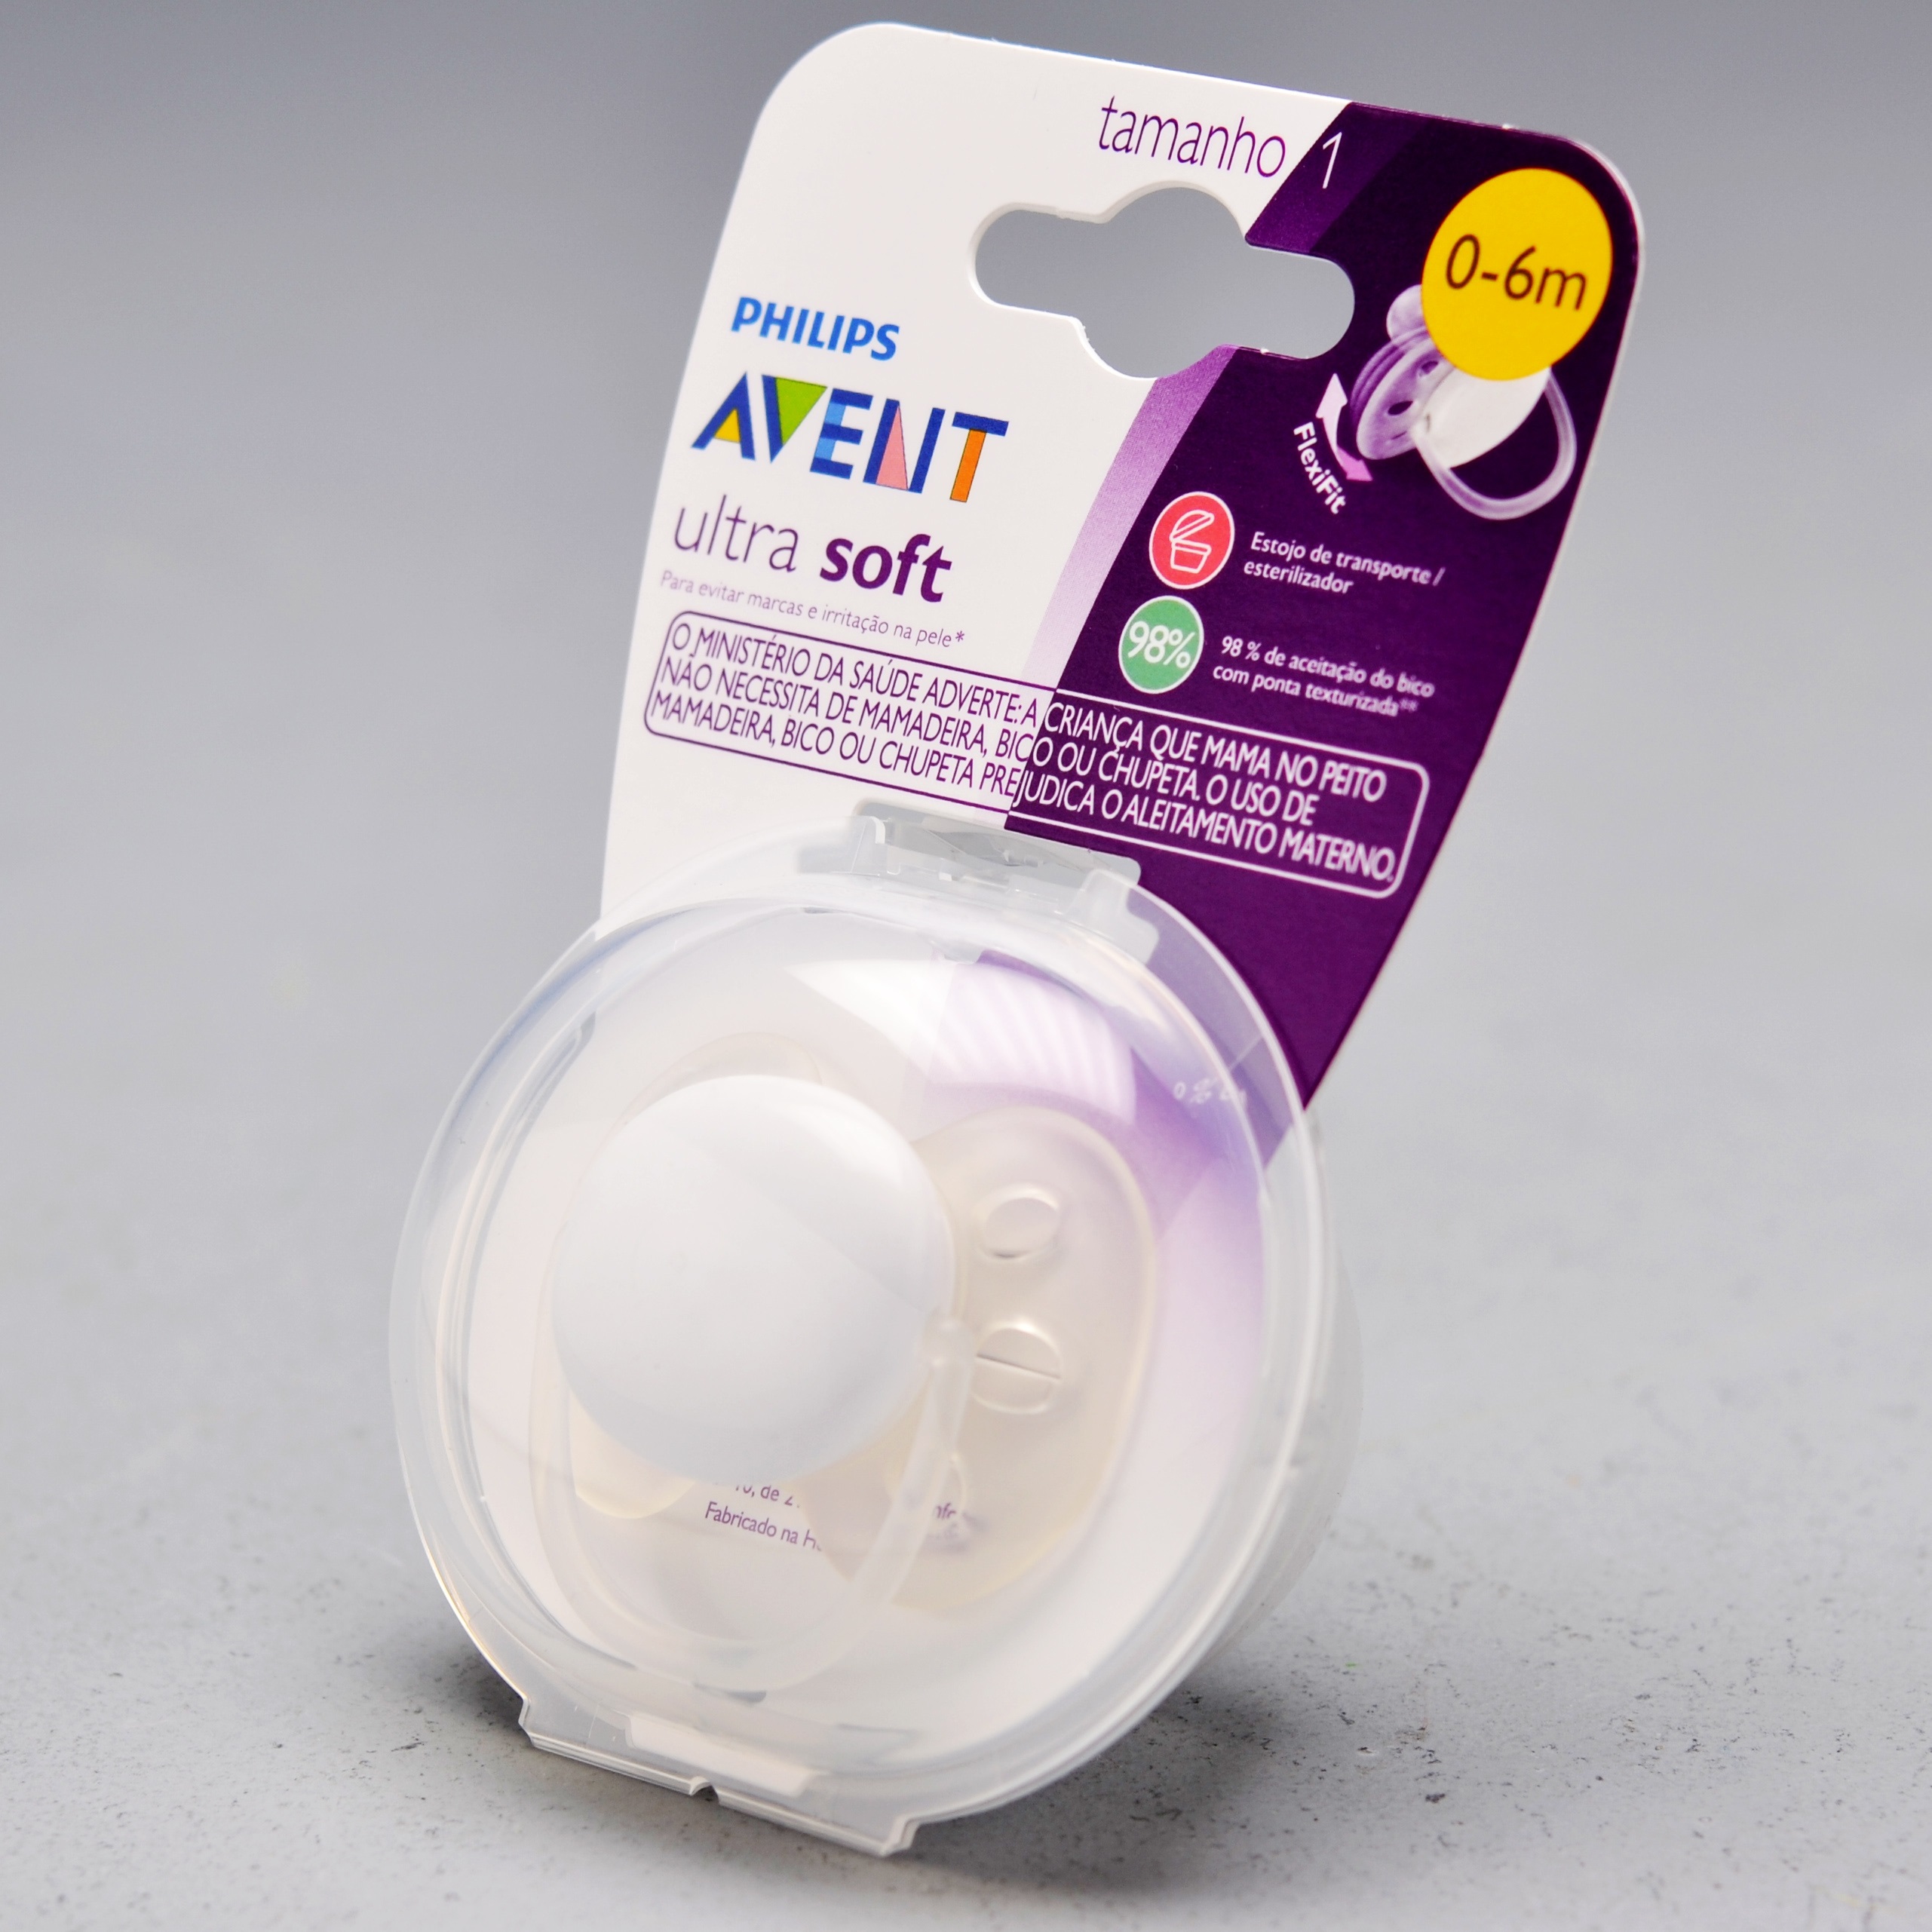 tamanho 1
0-6m
PHILIPS
AVENT
FlexiFit
ultra soft
Para evitar marcas e irritação na pele*
Estojo de transporte /
esterilizador
98%
98 % de aceitação do bico
com ponta texturizada**
O MINISTÉRIO DA SAÚDE ADVERTE: A CRIANÇA QUE MAMA NO PEITO
NÃO NECESSITA DE MAMADEIRA, BICO OU CHUPETA. O USO DE
MAMADEIRA, BICO OU CHUPETA PREJUDICA O ALEITAMENTO MATERNO.
0 %
, de
Fabricado na